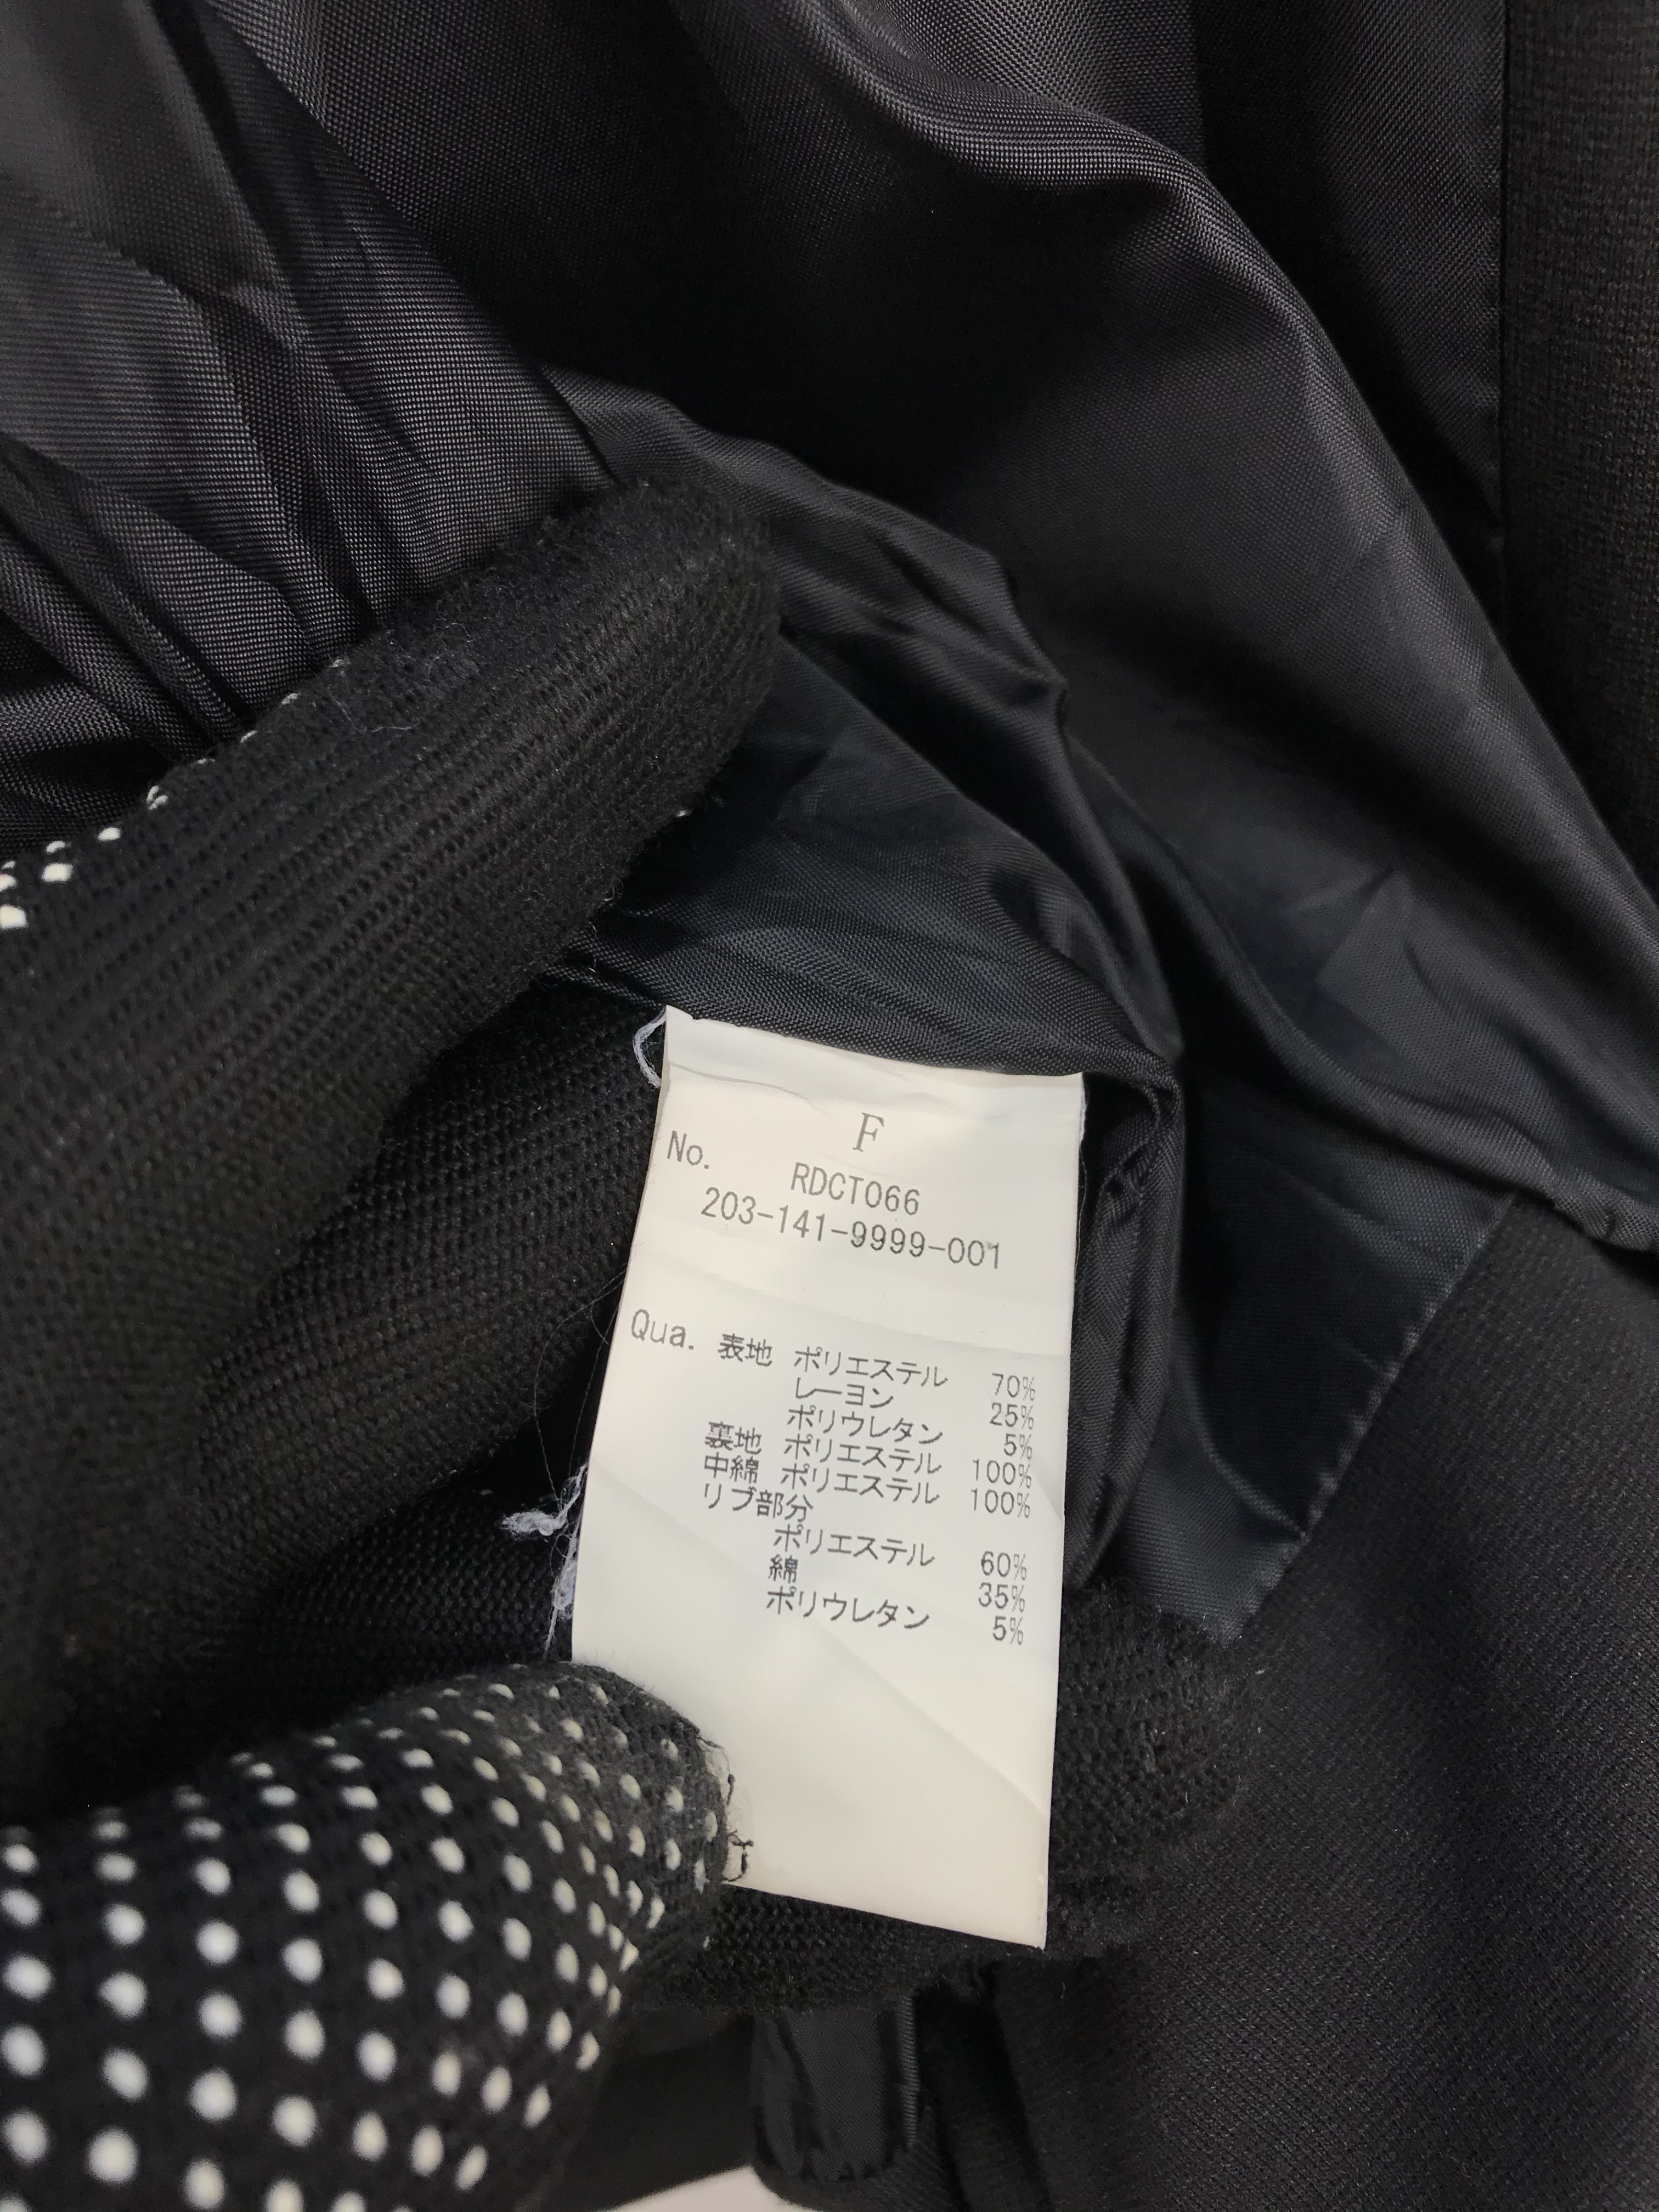 F
No. RDCT066
203-141-9999-001
Qua. 表地 ポリエステル 70%
レーヨン 25%
ポリウレタン 5%
裏地 ポリエステル 100%
中綿 ポリエステル 100%
リブ部分
ポリエステル 60%
綿 35%
ポリウレタン 5%